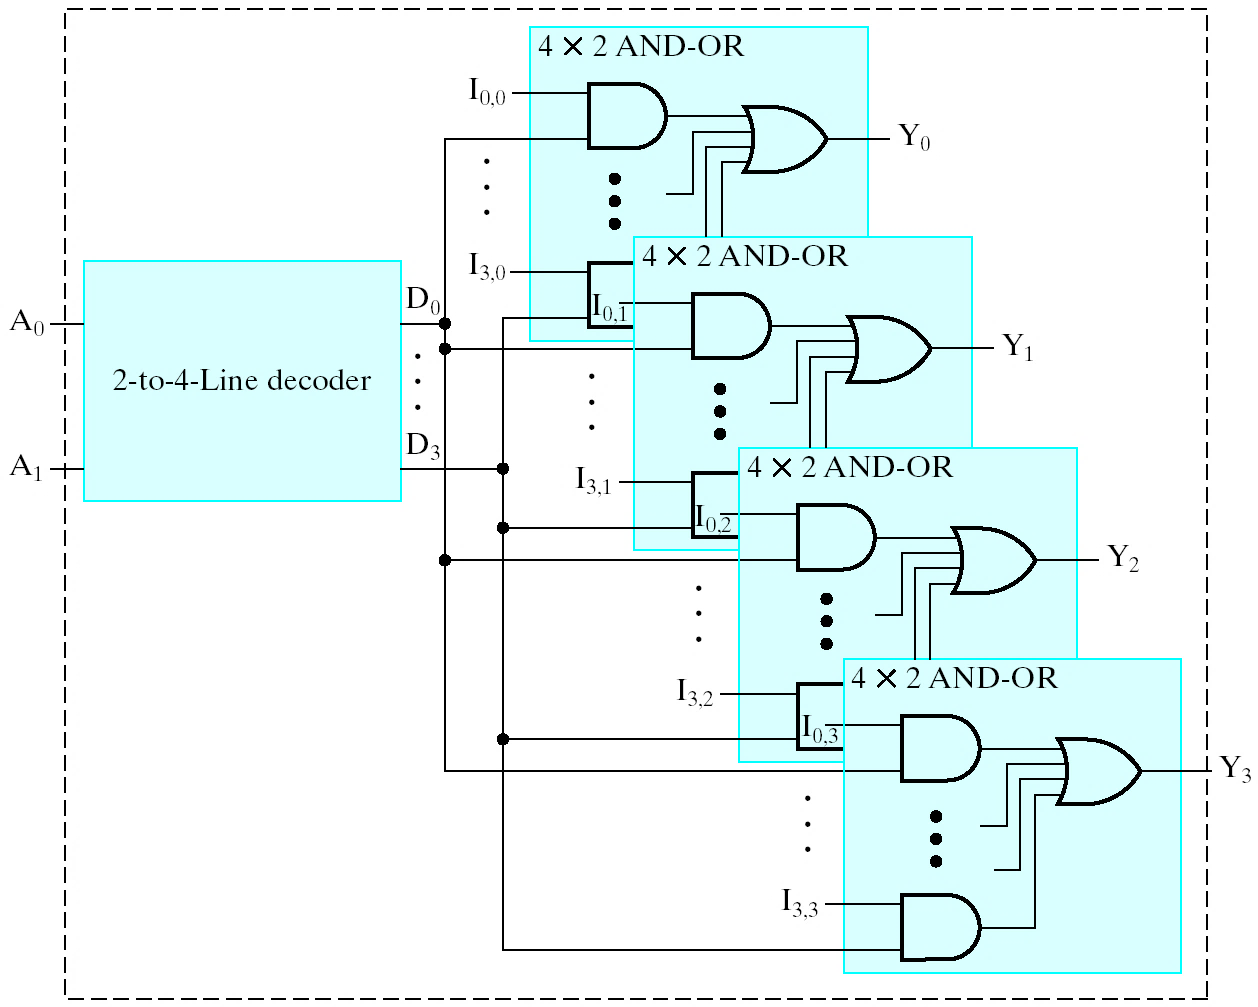 4 × 2 AND-OR
I0,0
Y0
I3,0
4 × 2 AND-OR
I0,1
Y1
D0
A0
2-to-4-Line decoder
D3
A1
I3,1
4 × 2 AND-OR
I0,2
Y2
I3,2
4 × 2 AND-OR
I0,3
Y3
I3,3